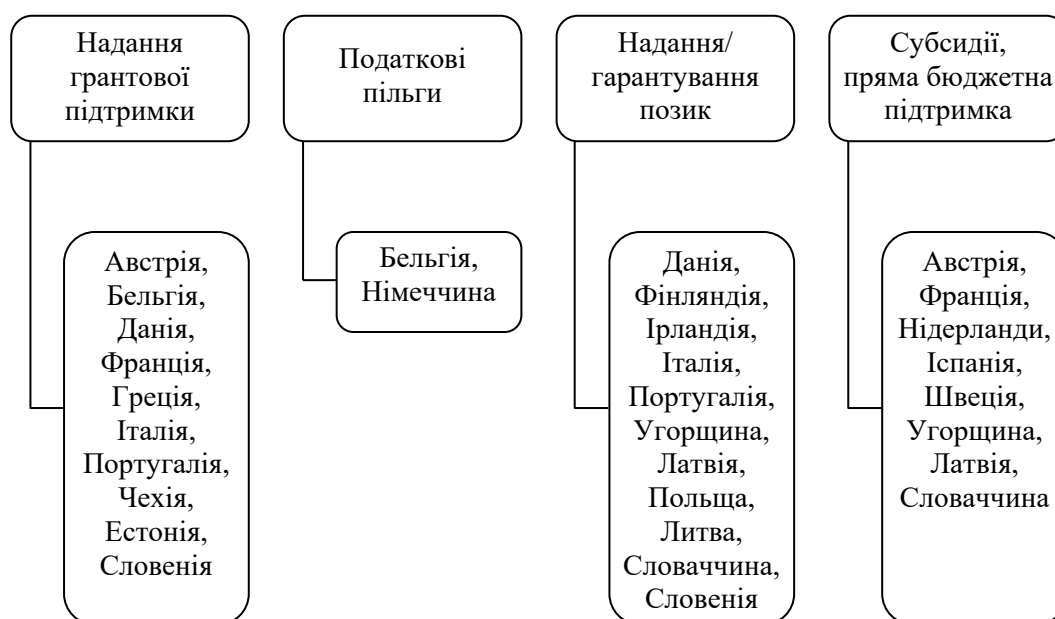 Надання
грантової
підтримки
Податкові
пільги
Надання/
гарантування
позик
Субсидії,
пряма бюджетна
підтримка
Австрія,
Бельгія,
Данія,
Франція,
Греція,
Італія,
Португалія,
Чехія,
Естонія,
Словенія
Бельгія,
Німеччина
Данія,
Фінляндія,
Ірландія,
Італія,
Португалія,
Угорщина,
Латвія,
Польща,
Литва,
Словаччина,
Словенія
Австрія,
Франція,
Нідерланди,
Іспанія,
Швеція,
Угорщина,
Латвія,
Словаччина